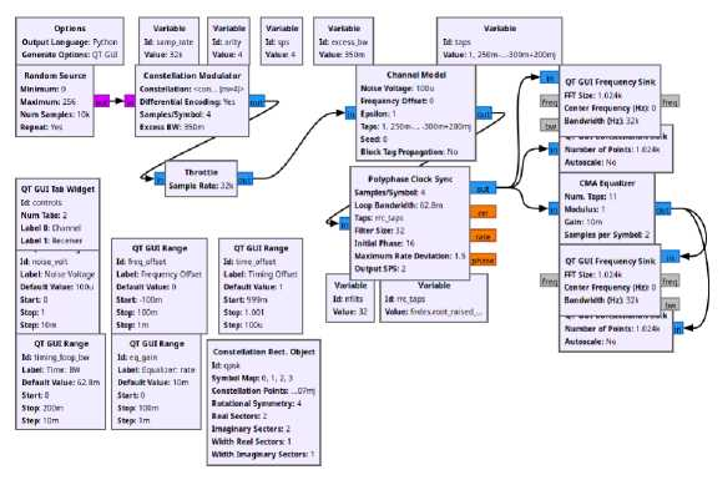 Options
Output Language: Python
Generate Options: QT GUI
Variable
Id: samp_rate
Value: 32k
Variable
Id: arity
Value: 4
Variable
Id: sps
Value: 4
Variable
Id: excess_bw
Value: 350m
Variable
Id: taps
Value: 1, 250m-...-300m+200mj
Random Source
Minimum: 0
Maximum: 256
Num Samples: 10k
Repeat: Yes
out
in
Constellation Modulator
Constellation: <con... [m=4]>
Differential Encoding: Yes
Samples/Symbol: 4
Excess BW: 350m
out
in
Throttle
Sample Rate: 32k
out
in
Channel Model
Noise Voltage: 100u
Frequency Offset: 0
Epsilon: 1
Taps: 1, 250m-...-300m+200mj
Seed: 0
Block Tag Propagation: No
out
in
Polyphase Clock Sync
Samples/Symbol: 4
Loop Bandwidth: 62.8m
Taps: rrc_taps
Filter Size: 32
Initial Phase: 16
Maximum Rate Deviation: 1.5
Output SPS: 2
out
err
rate
phase
in
freq
bw
QT GUI Frequency Sink
FFT Size: 1.024k
Center Frequency (Hz): 0
Bandwidth (Hz): 32k
freq
in
Number of Points: 1.024k
Autoscale: No
in
CMA Equalizer
Num. Taps: 11
Modulus: 1
Gain: 10m
Samples per Symbol: 2
out
in
freq
QT GUI Frequency Sink
FFT Size: 1.024k
Center Frequency (Hz): 0
Bandwidth (Hz): 32k
freq
bw
in
Number of Points: 1.024k
Autoscale: No
QT GUI Tab Widget
Id: controls
Num Tabs: 2
Label 0: Channel
Label 1: Receiver
Id: noise_volt
Label: Noise Voltage
Default Value: 100u
Start: 0
Stop: 1
Step: 10m
QT GUI Range
Id: freq_offset
Label: Frequency Offset
Default Value: 0
Start: -100m
Stop: 100m
Step: 1m
QT GUI Range
Id: time_offset
Label: Timing Offset
Default Value: 1
Start: 999m
Stop: 1.001
Step: 100u
Variable
Id: nfilts
Value: 32
Variable
Id: rrc_taps
Value: firdes.root_raised_...
QT GUI Range
Id: timing_loop_bw
Label: Time: BW
Default Value: 62.8m
Start: 0
Stop: 200m
Step: 10m
QT GUI Range
Id: eq_gain
Label: Equalizer: rate
Default Value: 10m
Start: 0
Stop: 100m
Step: 1m
Constellation Rect. Object
Id: qpsk
Symbol Map: 0, 1, 2, 3
Constellation Points: ...07mj
Rotational Symmetry: 4
Real Sectors: 2
Imaginary Sectors: 2
Width Real Sectors: 1
Width Imaginary Sectors: 1